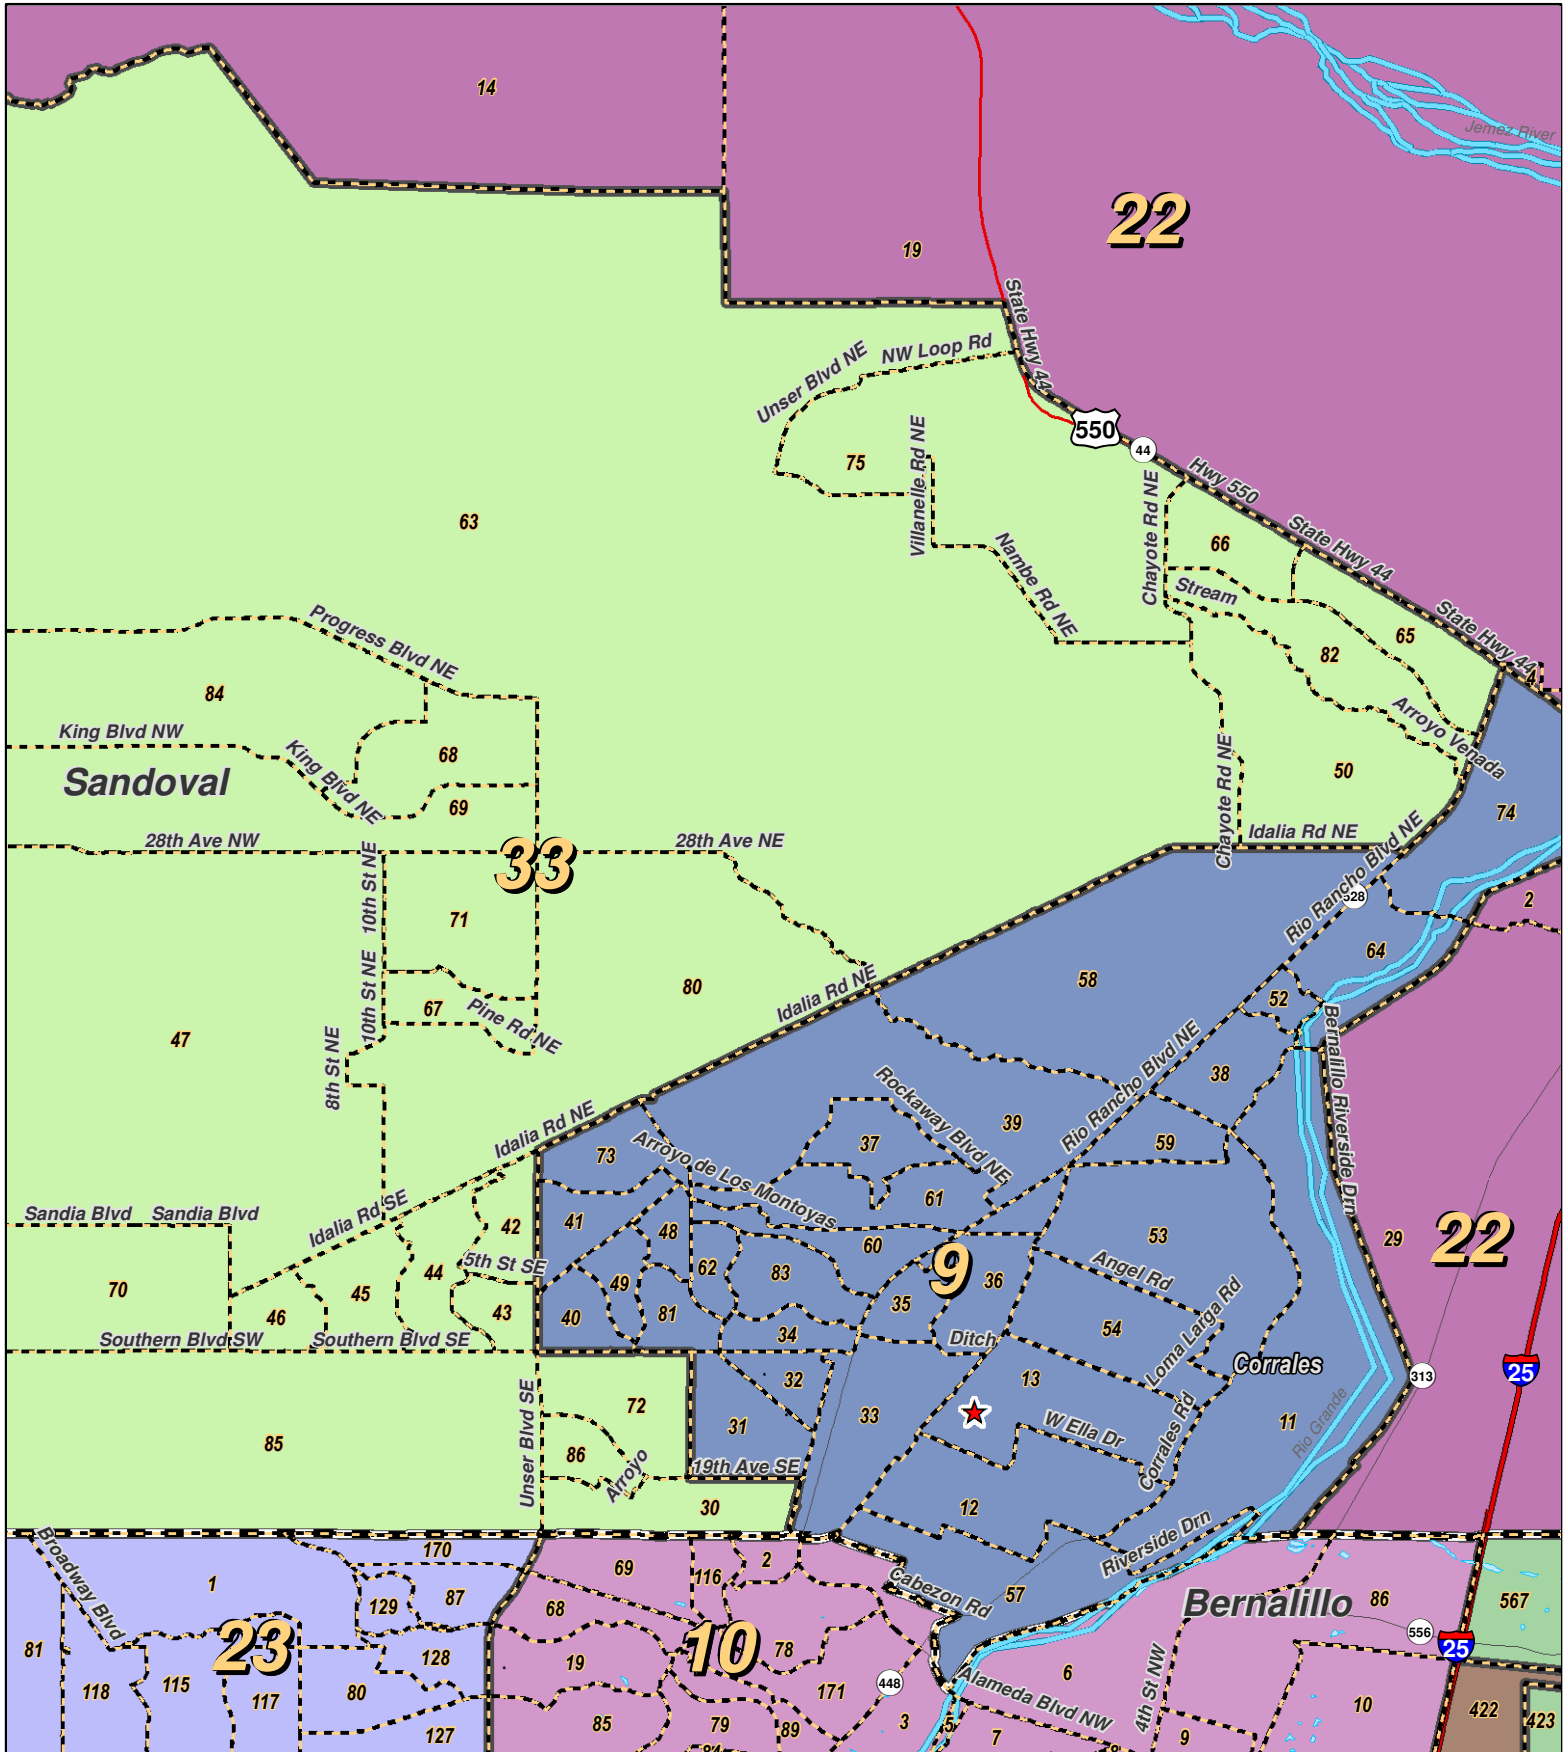 14
Jemez River
22
19
State Hwy 44
NW Loop Rd
Unser Blvd NE
550
44
Hwy 550
75
Villanelle Rd NE
Chayote Rd NE
63
66
State Hwy 44
Nambe Rd NE
Stream
State Hwy 44
Progress Blvd NE
65
82
4
84
Arroyo Venada
King Blvd NW
King Blvd NE
68
Sandoval
50
Chayote Rd NE
69
74
28th Ave NW
28th Ave NE
Idalia Rd NE
33
10th St NE
Rio Rancho Blvd NE
528
2
71
64
10th St NE
80
Idalia Rd NE
58
52
67
Pine Rd NE
47
8th St NE
Bernalillo Riverside Drn
Rio Rancho Blvd NE
38
Rockaway Blvd NE
39
Idalia Rd NE
73
Arroyo de Los Montoyas
37
59
61
Sandia Blvd
Sandia Blvd
Idalia Rd SE
42
41
48
60
53
29
22
5th St SE
44
62
83
9
36
Angel Rd
70
45
49
46
43
40
81
35
34
54
Loma Larga Rd
Southern Blvd SW
Southern Blvd SE
Ditch
Corrales
32
13
313
25
Unser Blvd SE
72
31
33
W Ella Dr
Corrales Rd
11
Rio Grande
85
86
Arroyo
19th Ave SE
30
12
Broadway Blvd
170
Riverside Drn
69
116
2
1
129
87
68
Cabezon Rd
57
Bernalillo
86
567
556
25
81
23
10
78
128
19
118
115
117
80
171
448
6
Alameda Blvd NW
4th St NW
10
422
423
127
85
79
89
3
5
7
9